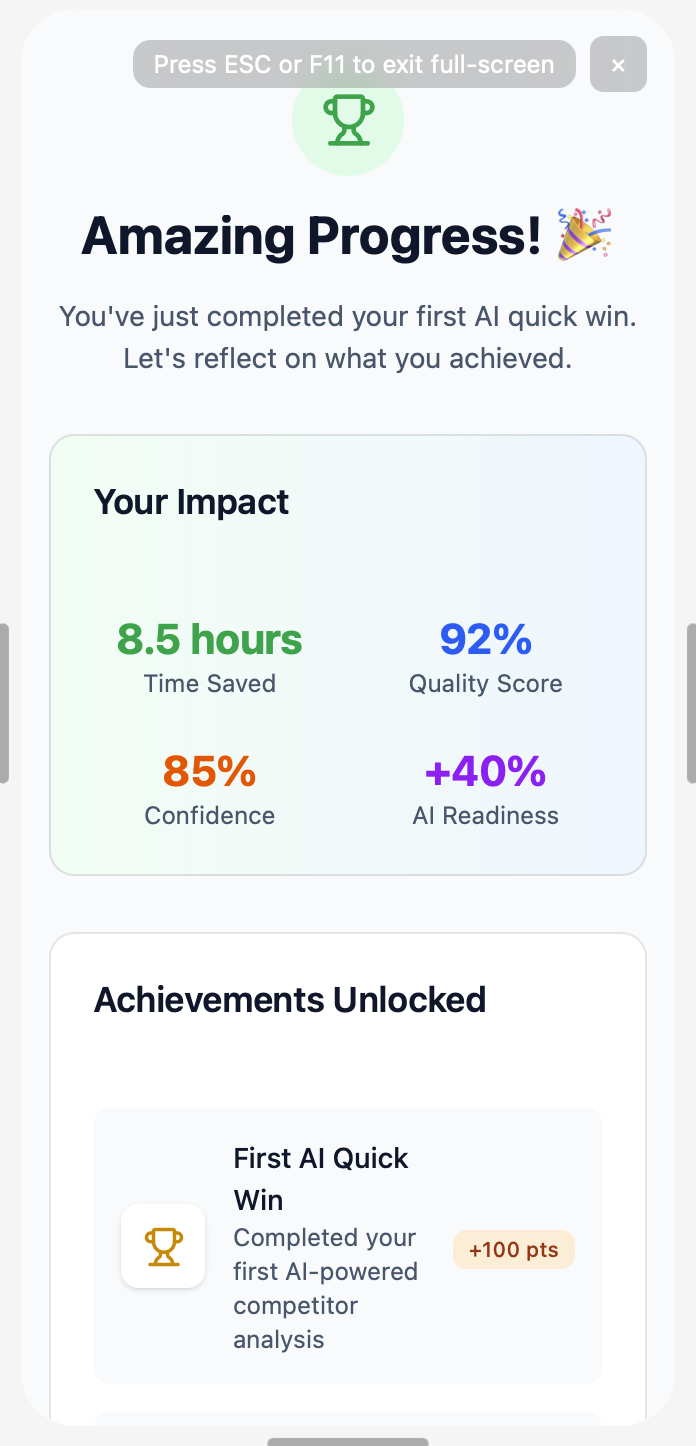 Press ESC or F11 to exit full-screen ×
Amazing Progress! 🎉
You've just completed your first AI quick win.
Let's reflect on what you achieved.
Your Impact
8.5 hours
Time Saved
92%
Quality Score
85%
Confidence
+40%
AI Readiness
Achievements Unlocked
First AI Quick
Win
Completed your
first AI-powered
competitor
analysis
+100 pts